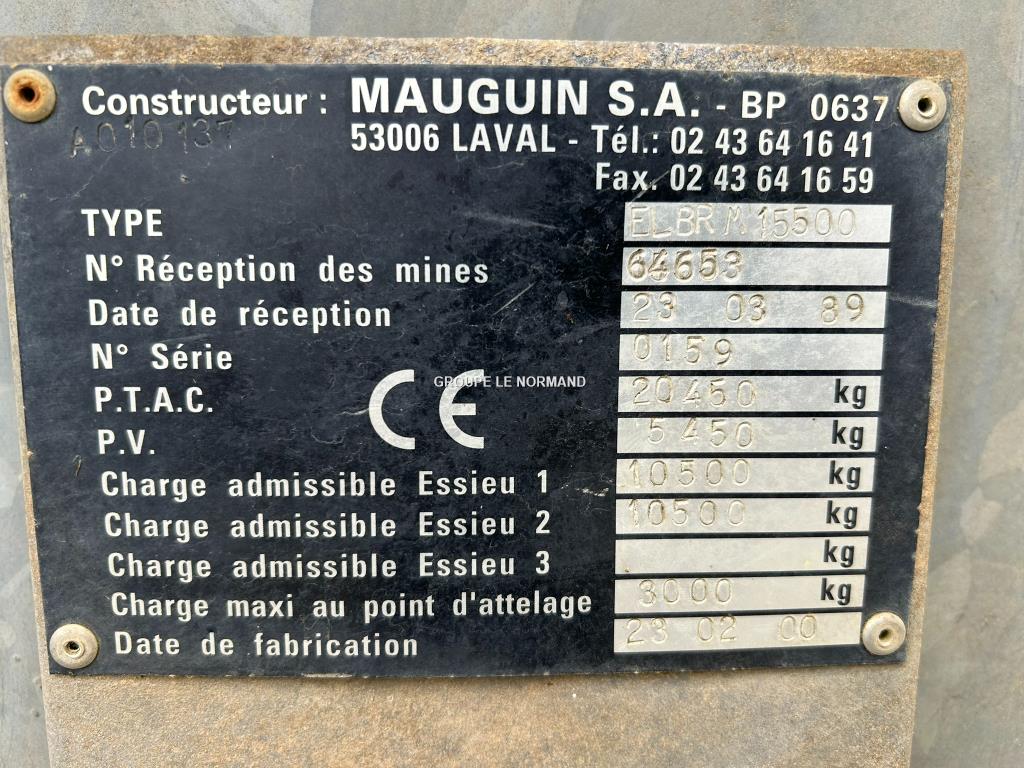 Constructeur : MAUGUIN S.A. - BP 0637
A010137
53006 LAVAL - Tél.: 02 43 64 16 41
Fax. 02 43 64 16 59
TYPE ELBRM15500
N° Réception des mines 64653
Date de réception 23 03 89
N° Série 0159
P.T.A.C. 20450 kg
CE
GROUPE LE NORMAND
P.V. 5450 kg
Charge admissible Essieu 1 10500 kg
Charge admissible Essieu 2 10500 kg
Charge admissible Essieu 3 kg
Charge maxi au point d'attelage 3000 kg
Date de fabrication 23 02 00